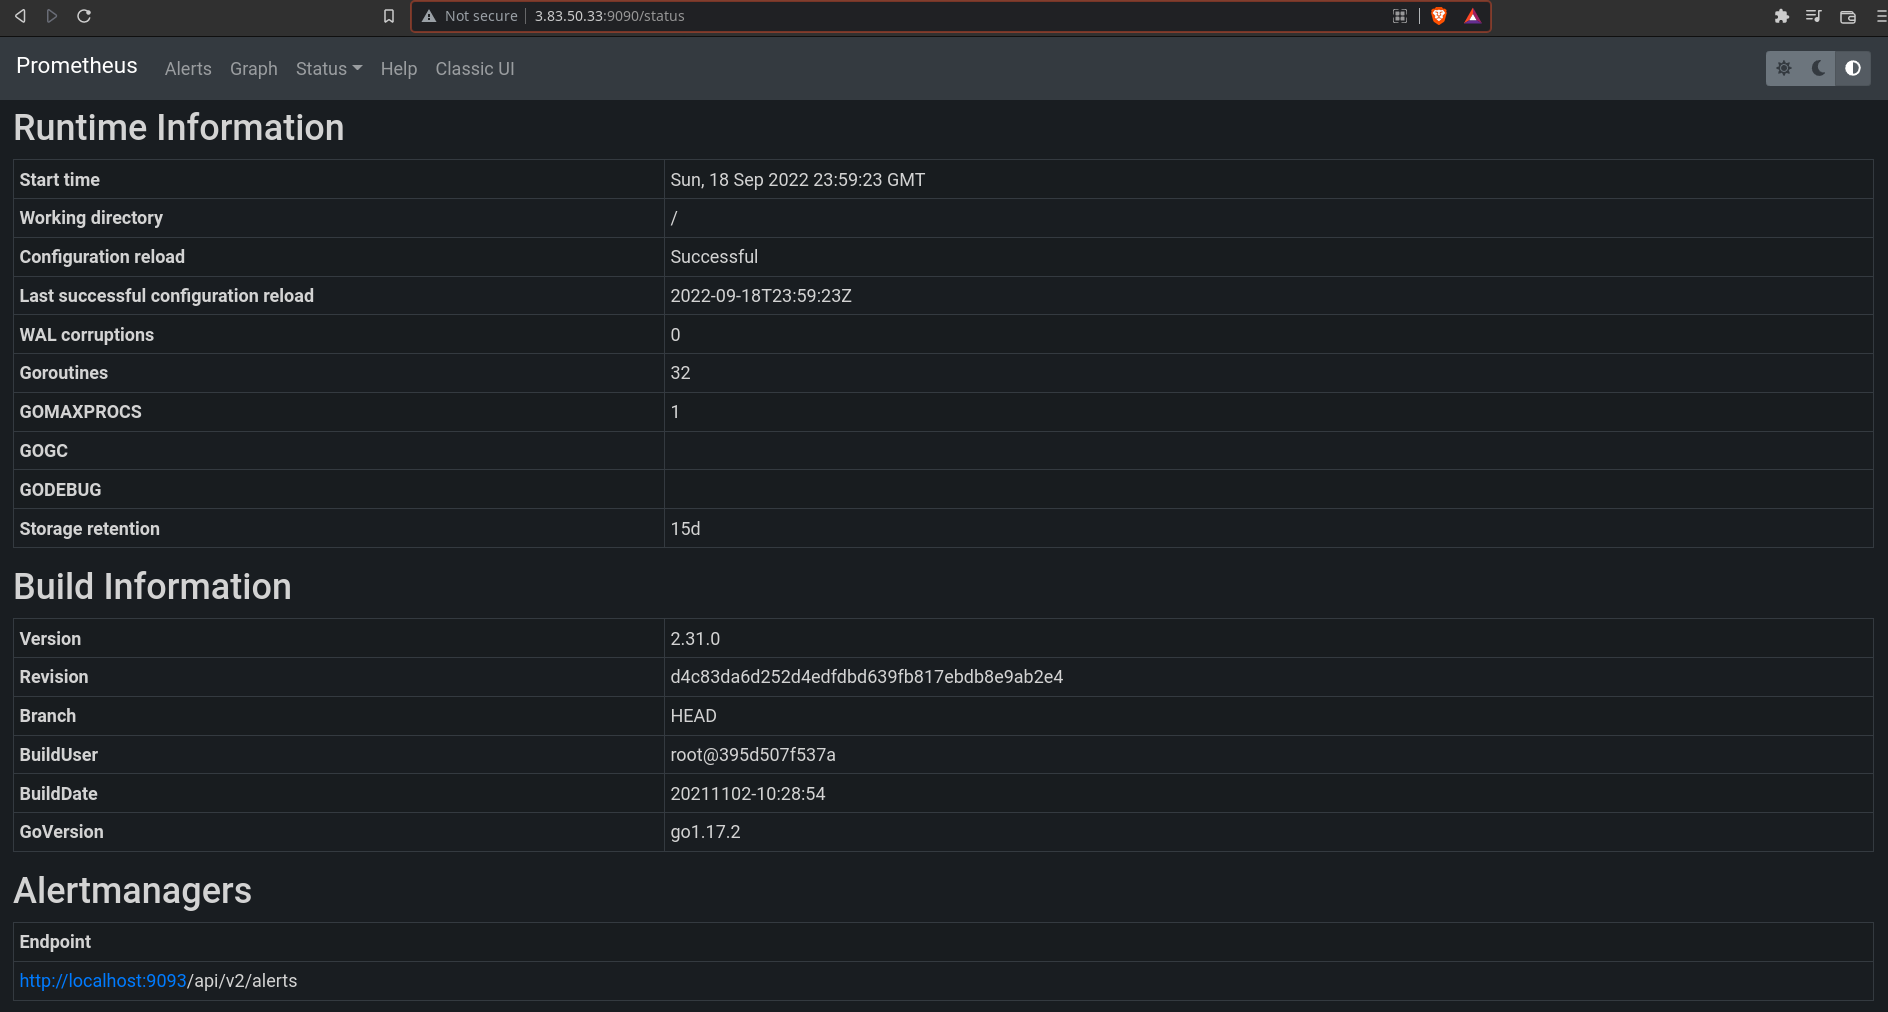 Not secure 3.83.50.33:9090/status
Prometheus Alerts Graph Status Help Classic UI
Runtime Information
Start time Sun, 18 Sep 2022 23:59:23 GMT
Working directory /
Configuration reload Successful
Last successful configuration reload 2022-09-18T23:59:23Z
WAL corruptions 0
Goroutines 32
GOMAXPROCS 1
GOGC
GODEBUG
Storage retention 15d
Build Information
Version 2.31.0
Revision d4c83da6d252d4edfdbd639fb817ebdb8e9ab2e4
Branch HEAD
BuildUser root@395d507f537a
BuildDate 20211102-10:28:54
GoVersion go1.17.2
Alertmanagers
Endpoint
http://localhost:9093/api/v2/alerts